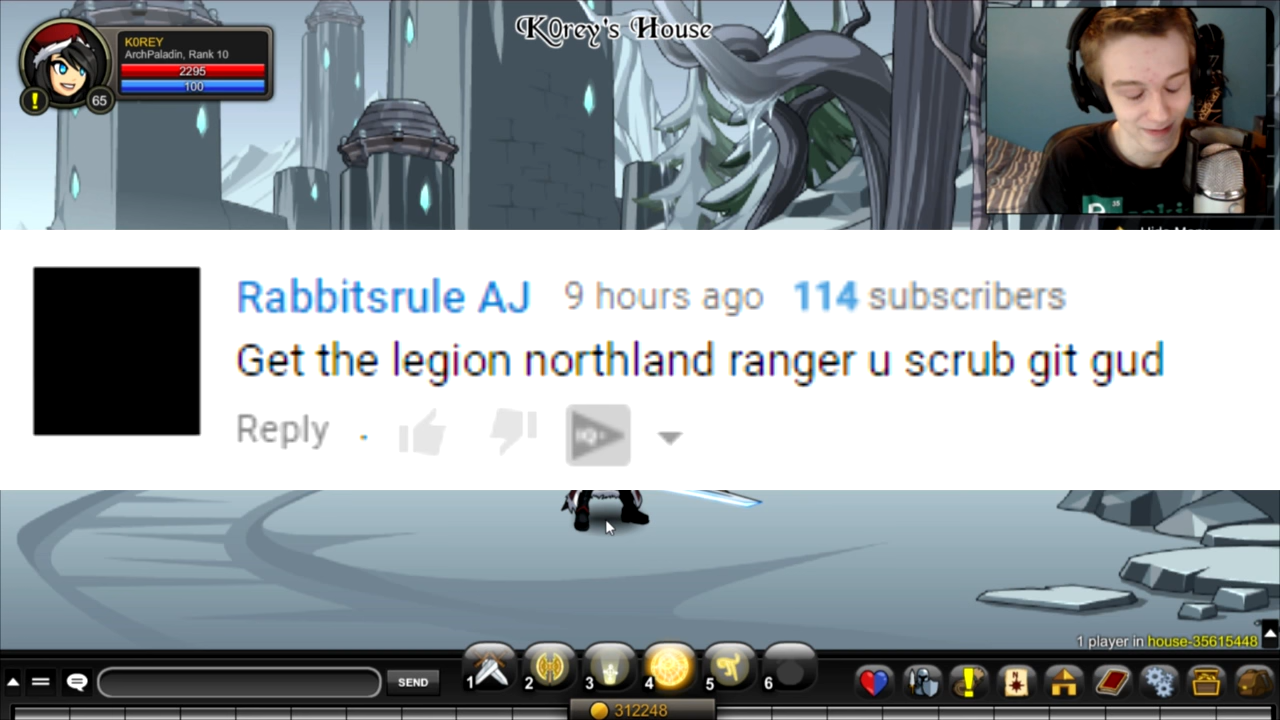 K0rey's House
K0REY
ArchPaladin, Rank 10
2295
100
65
Rabbitsrule AJ 9 hours ago 114 subscribers
Get the legion northland ranger u scrub git gud
Reply
1 player in house-35615448
SEND
1 2 3 4 5 6
312248